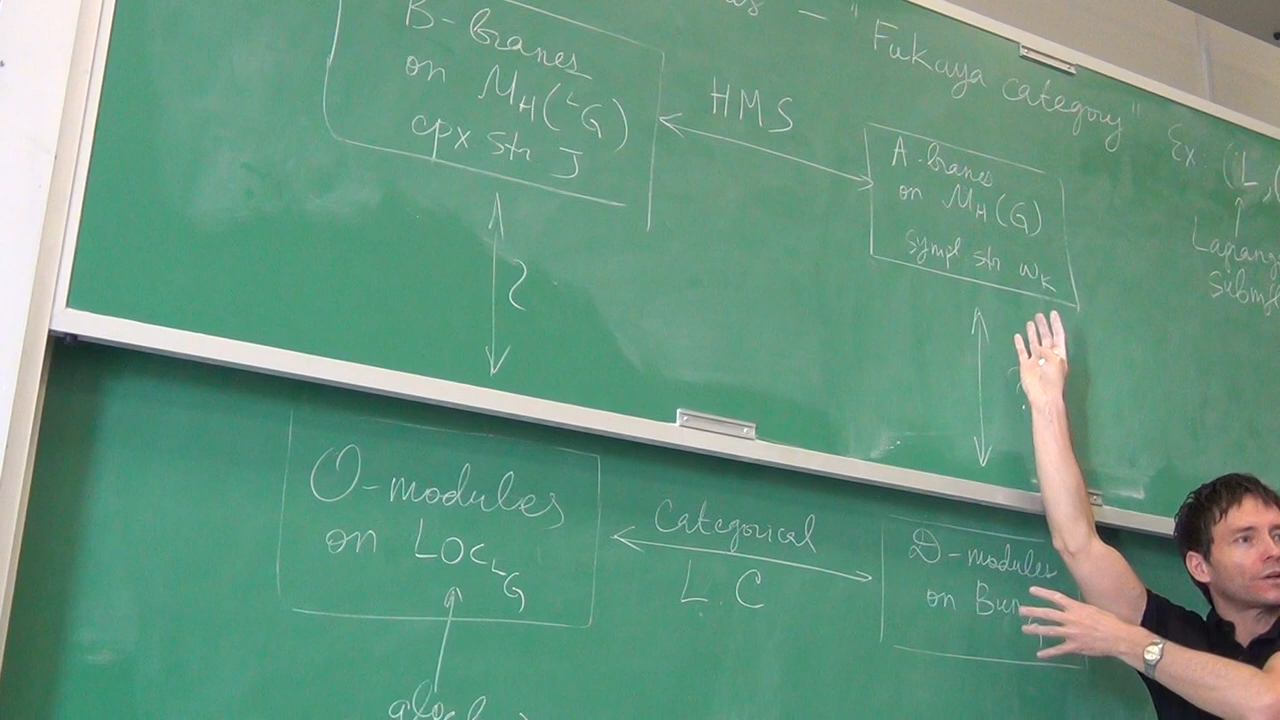 — "Fukaya category"
B-branes
on M_H(^LG)
cpx str J
HMS
A-branes
on M_H(G)
sympl. str ω_K
Ex: (L,
Lagrang
submf
O-modules
on Loc_{^LG}
Categorical
L.C
D-modules
on Bun